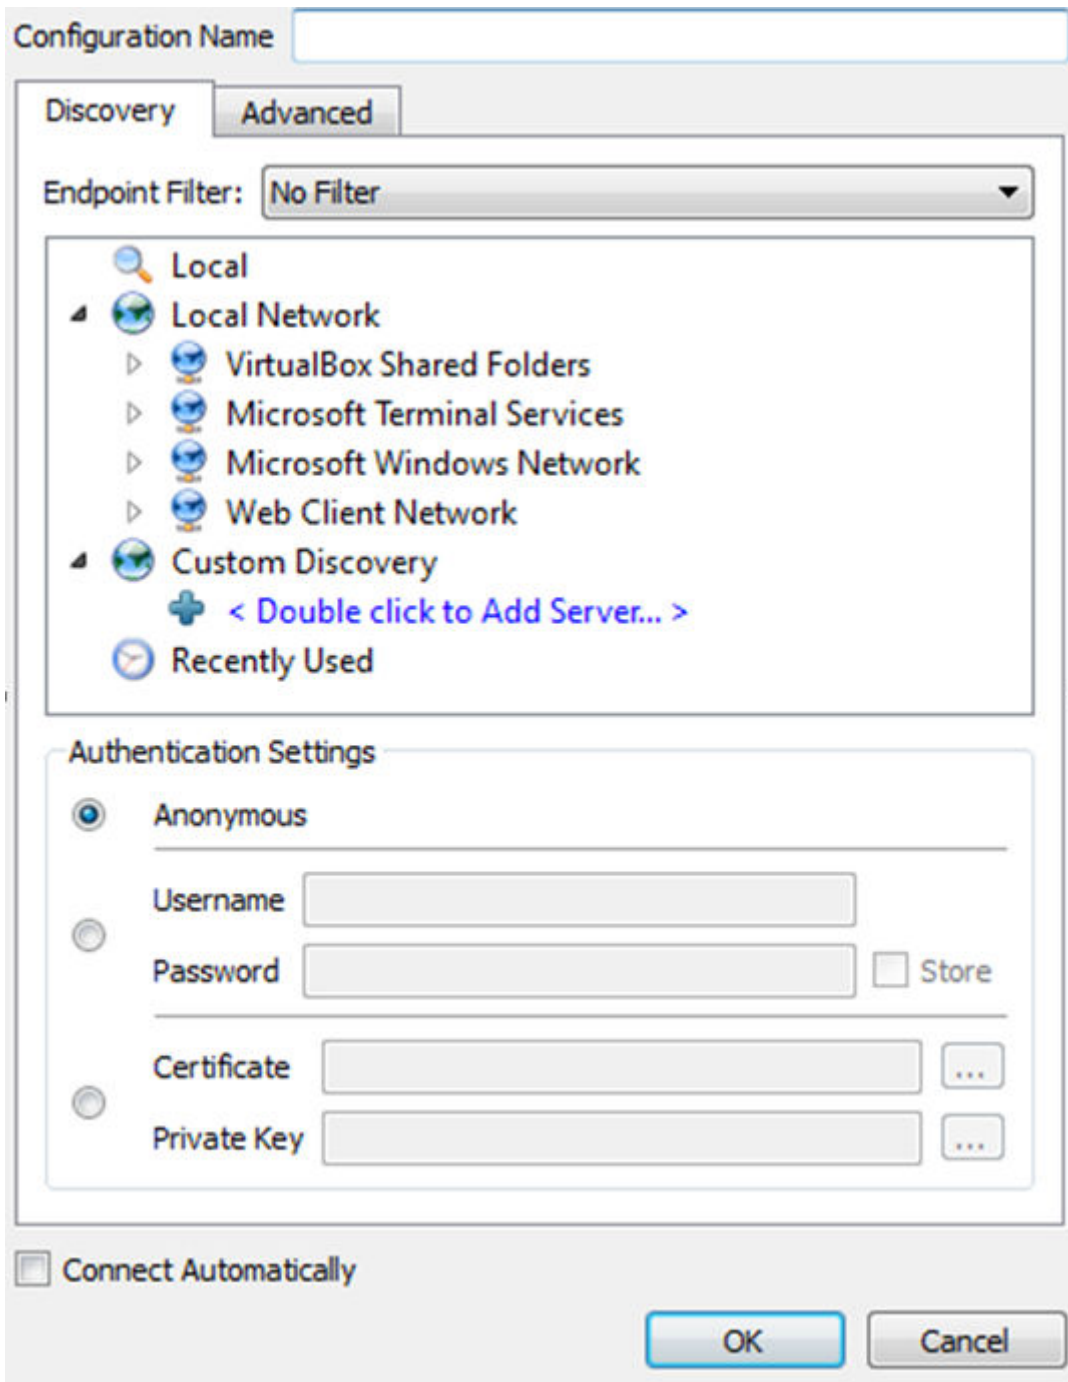 Configuration Name
Discovery Advanced
Endpoint Filter: No Filter
Local
Local Network
VirtualBox Shared Folders
Microsoft Terminal Services
Microsoft Windows Network
Web Client Network
Custom Discovery
< Double click to Add Server... >
Recently Used
Authentication Settings
Anonymous
Username
Password Store
Certificate ...
Private Key ...
Connect Automatically
OK Cancel